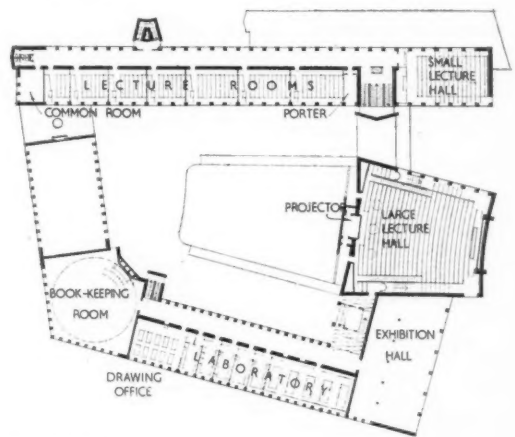 LECTURE ROOMS
SMALL
LECTURE
HALL
COMMON ROOM
PORTER
PROJECTOR
LARGE
LECTURE
HALL
BOOK-KEEPING
ROOM
EXHIBITION
HALL
LABORATORY
DRAWING
OFFICE